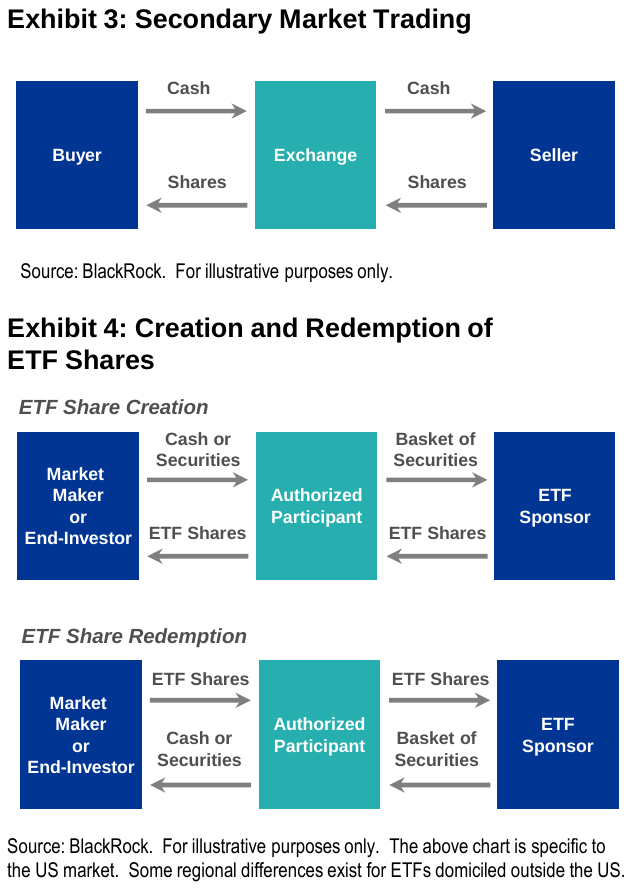 Exhibit 3: Secondary Market Trading
Cash
Cash
Buyer
Exchange
Seller
Shares
Shares
Source: BlackRock.  For illustrative purposes only.
Exhibit 4: Creation and Redemption of
ETF Shares
ETF Share Creation
Market
Maker
or
End-Investor
Cash or
Securities
ETF Shares
Authorized
Participant
Basket of
Securities
ETF Shares
ETF
Sponsor
ETF Share Redemption
Market
Maker
or
End-Investor
ETF Shares
Cash or
Securities
Authorized
Participant
ETF Shares
Basket of
Securities
ETF
Sponsor
Source: BlackRock.  For illustrative purposes only.  The above chart is specific to
the US market.  Some regional differences exist for ETFs domiciled outside the US.